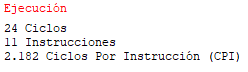 Ejecución
24 Ciclos
11 Instrucciones
2.182 Ciclos Por Instrucción (CPI)